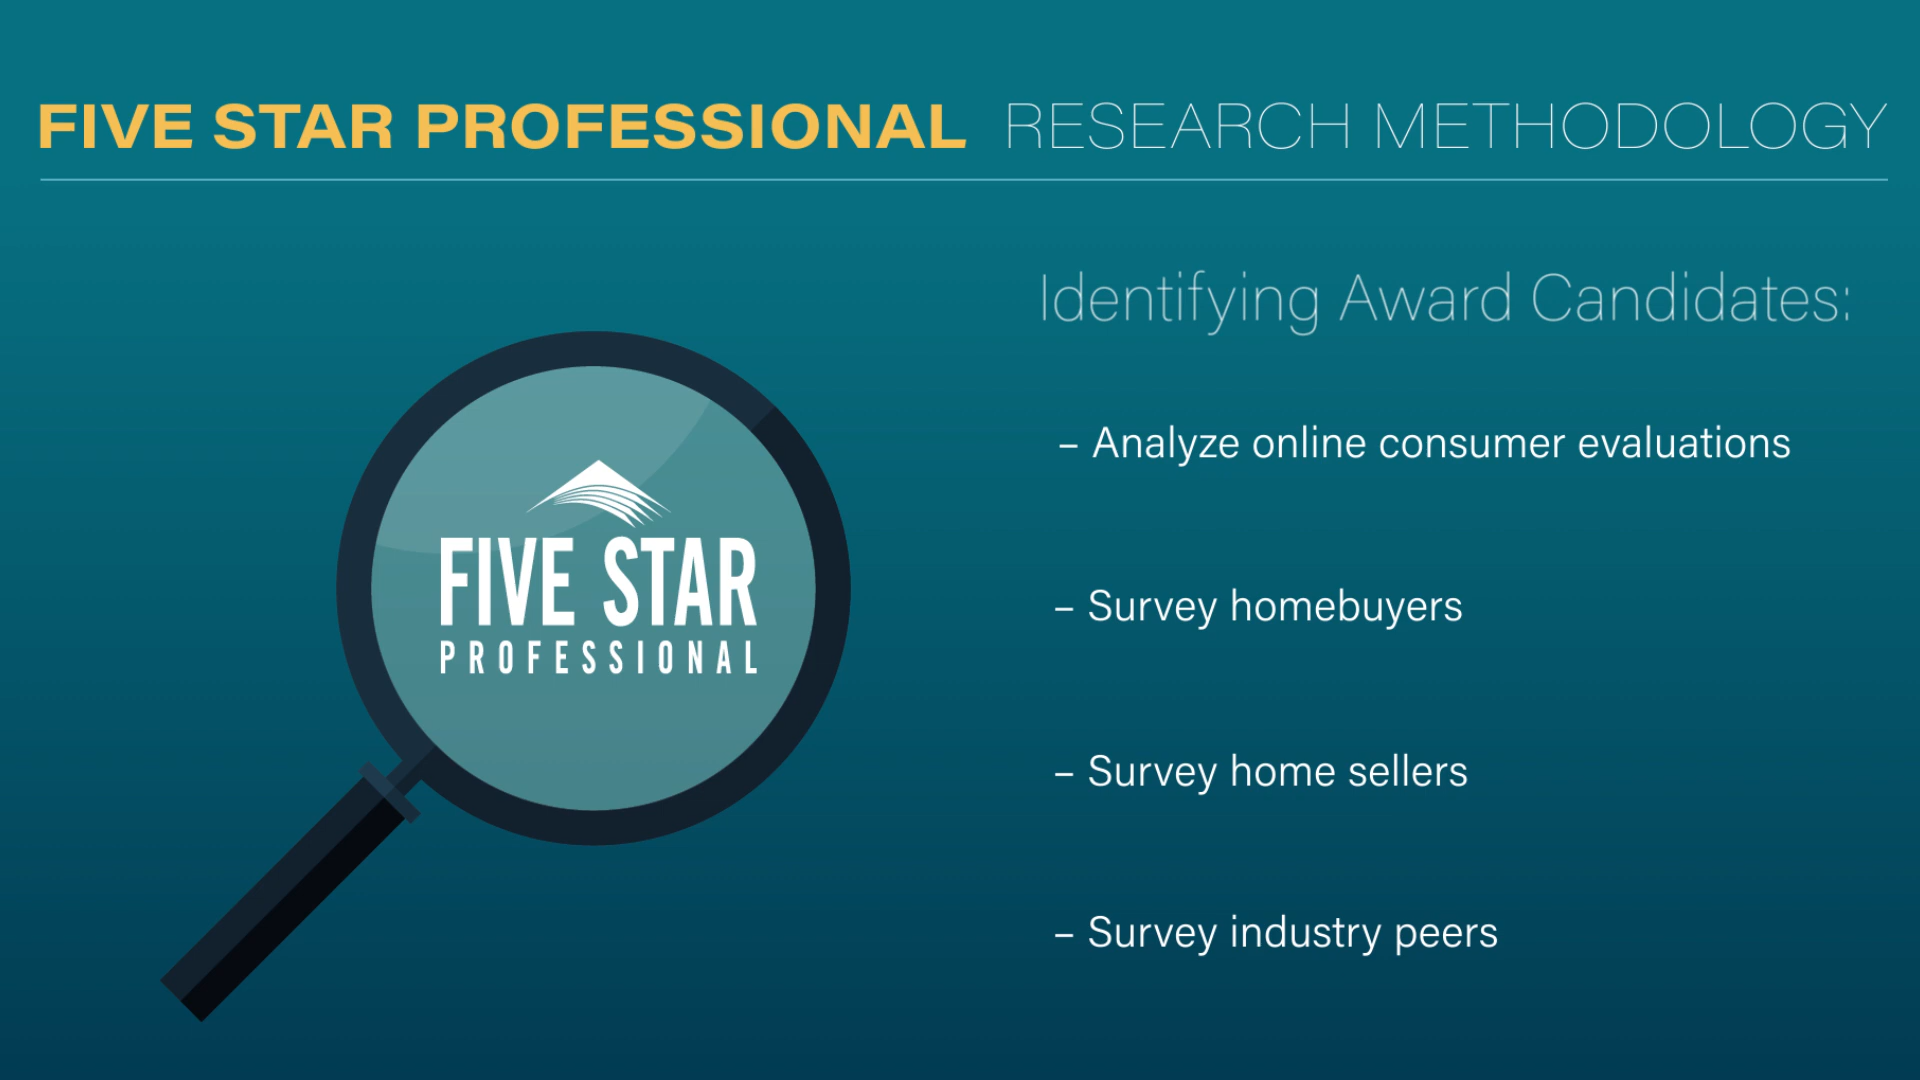 FIVE STAR PROFESSIONAL RESEARCH METHODOLOGY
Identifying Award Candidates:
– Analyze online consumer evaluations
– Survey homebuyers
– Survey home sellers
– Survey industry peers
FIVE STAR
PROFESSIONAL